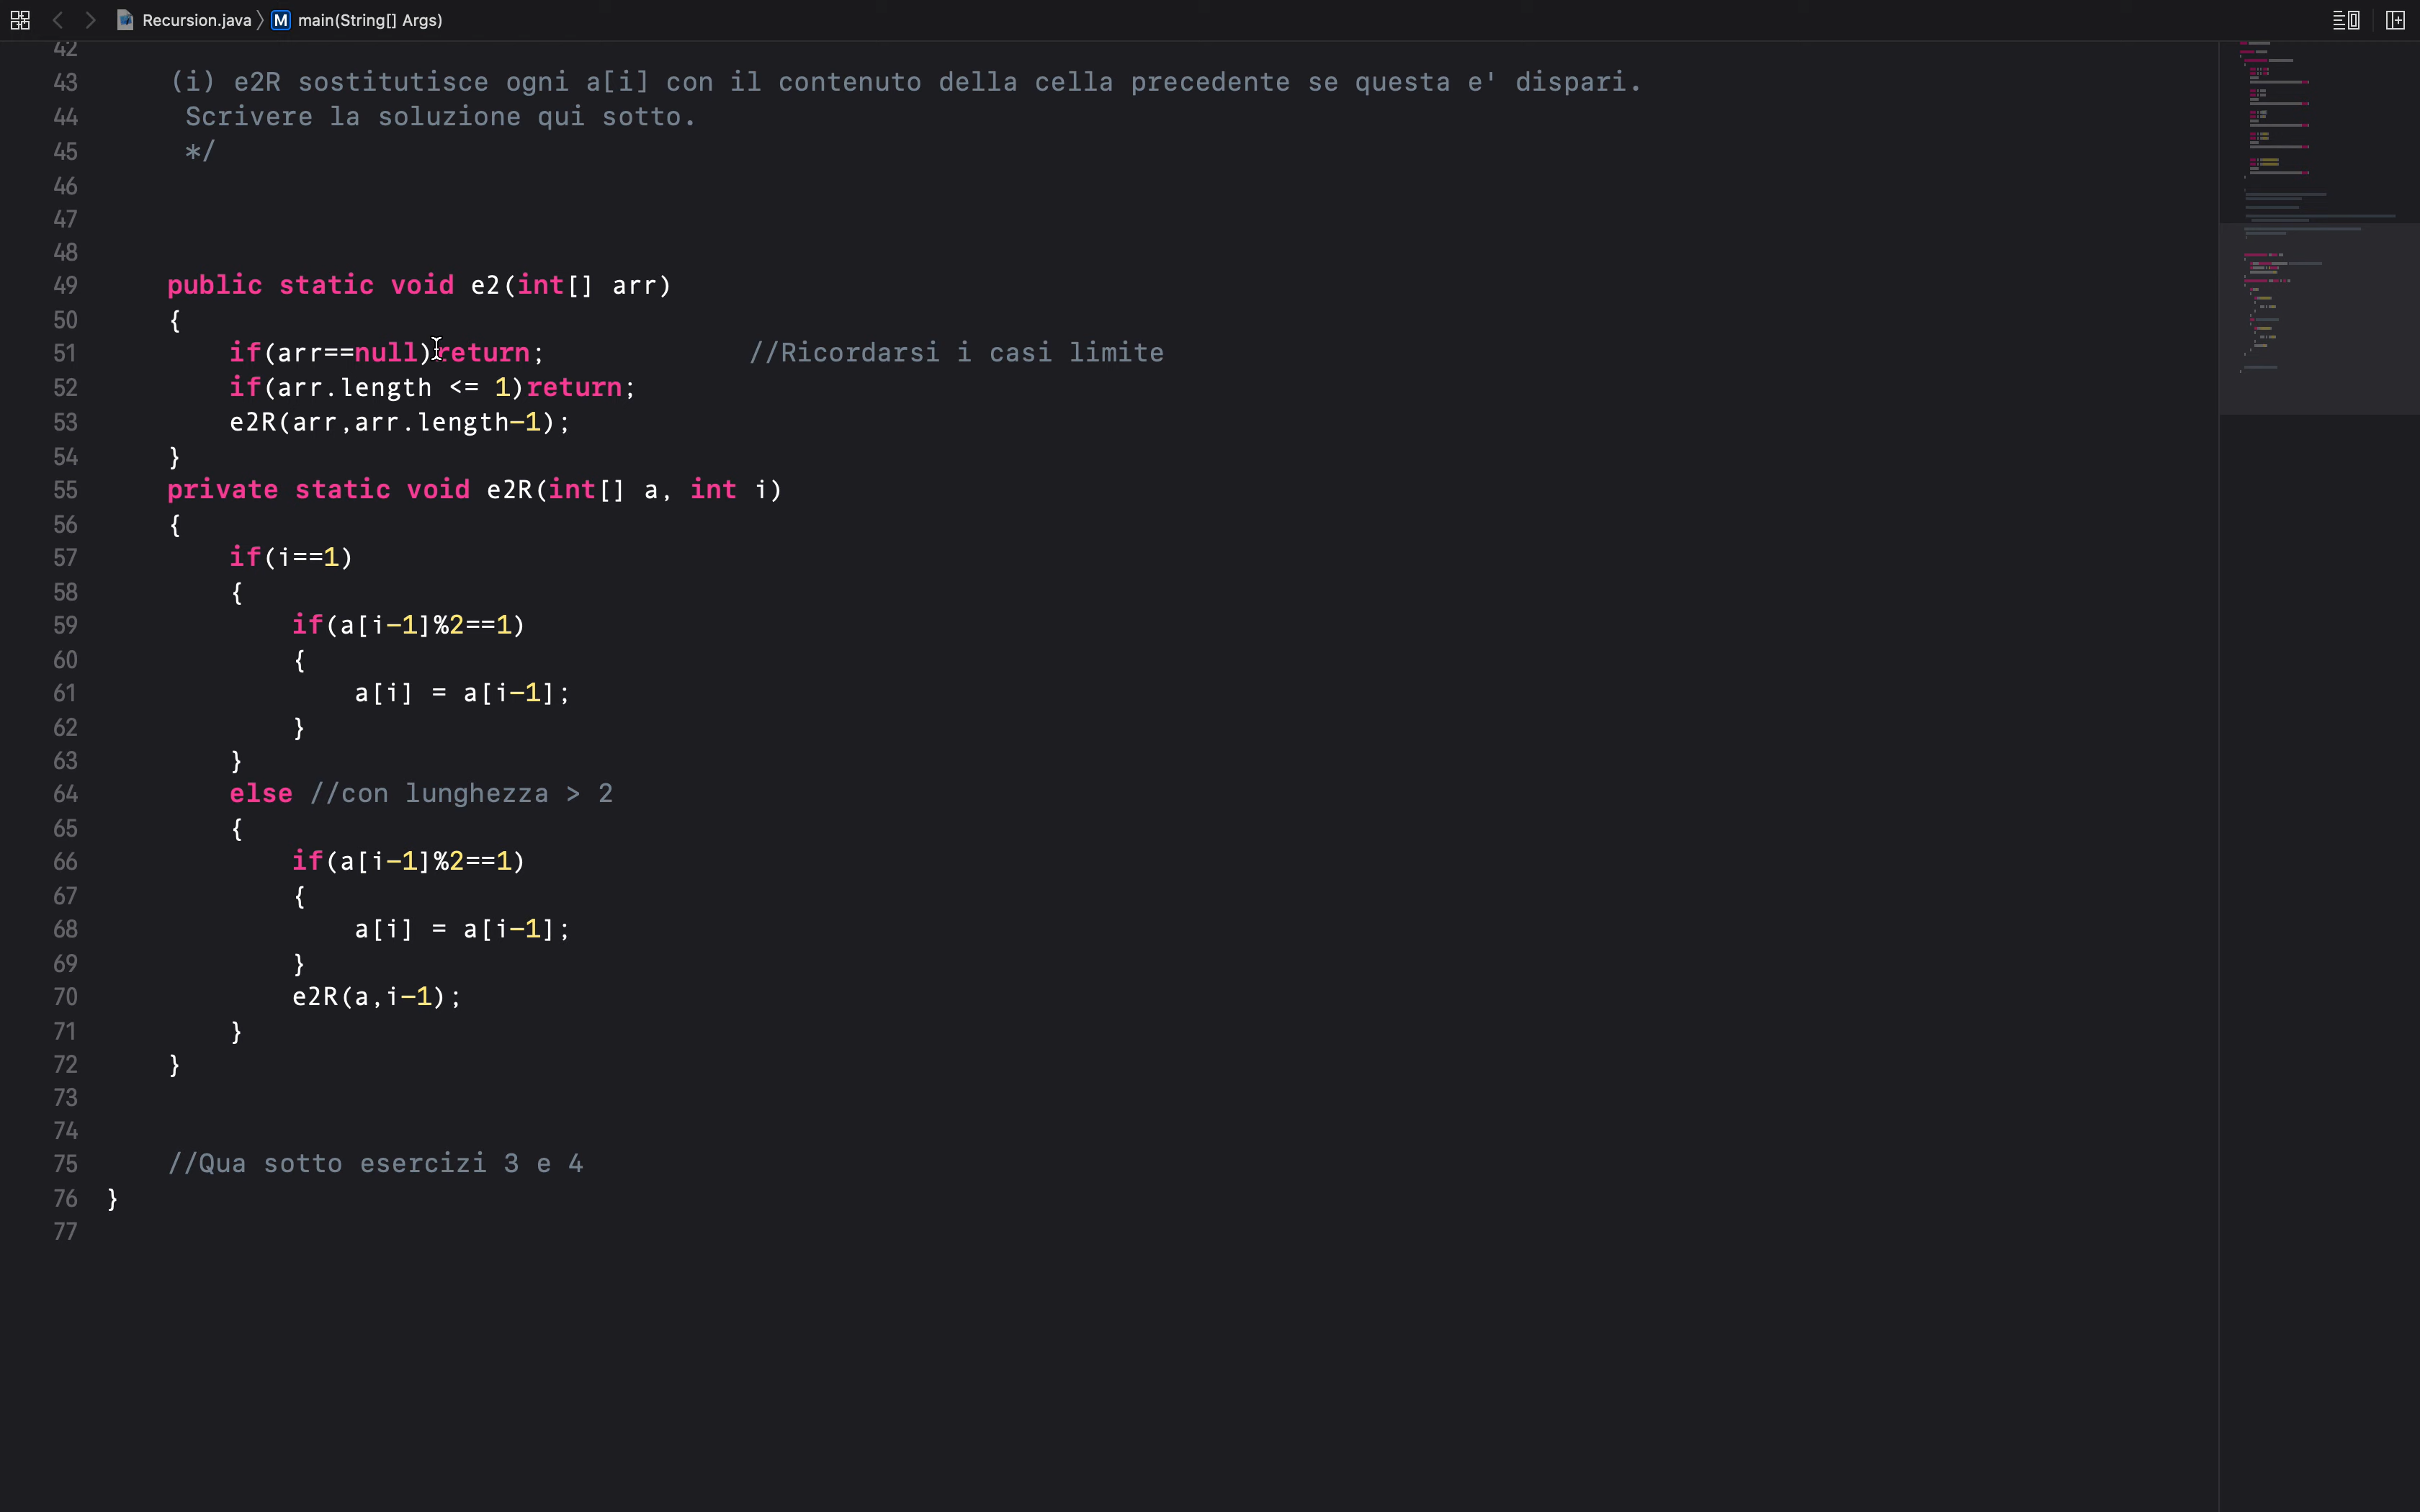 Recursion.java 〉 M main(String[] Args)
42
43 (i) e2R sostitutisce ogni a[i] con il contenuto della cella precedente se questa e' dispari.
44 Scrivere la soluzione qui sotto.
45 */
46
47
48
49 public static void e2(int[] arr)
50 {
51 if(arr==null)return; //Ricordarsi i casi limite
52 if(arr.length <= 1)return;
53 e2R(arr,arr.length-1);
54 }
55 private static void e2R(int[] a, int i)
56 {
57 if(i==1)
58 {
59 if(a[i-1]%2==1)
60 {
61 a[i] = a[i-1];
62 }
63 }
64 else //con lunghezza > 2
65 {
66 if(a[i-1]%2==1)
67 {
68 a[i] = a[i-1];
69 }
70 e2R(a,i-1);
71 }
72 }
73
74
75 //Qua sotto esercizi 3 e 4
76 }
77